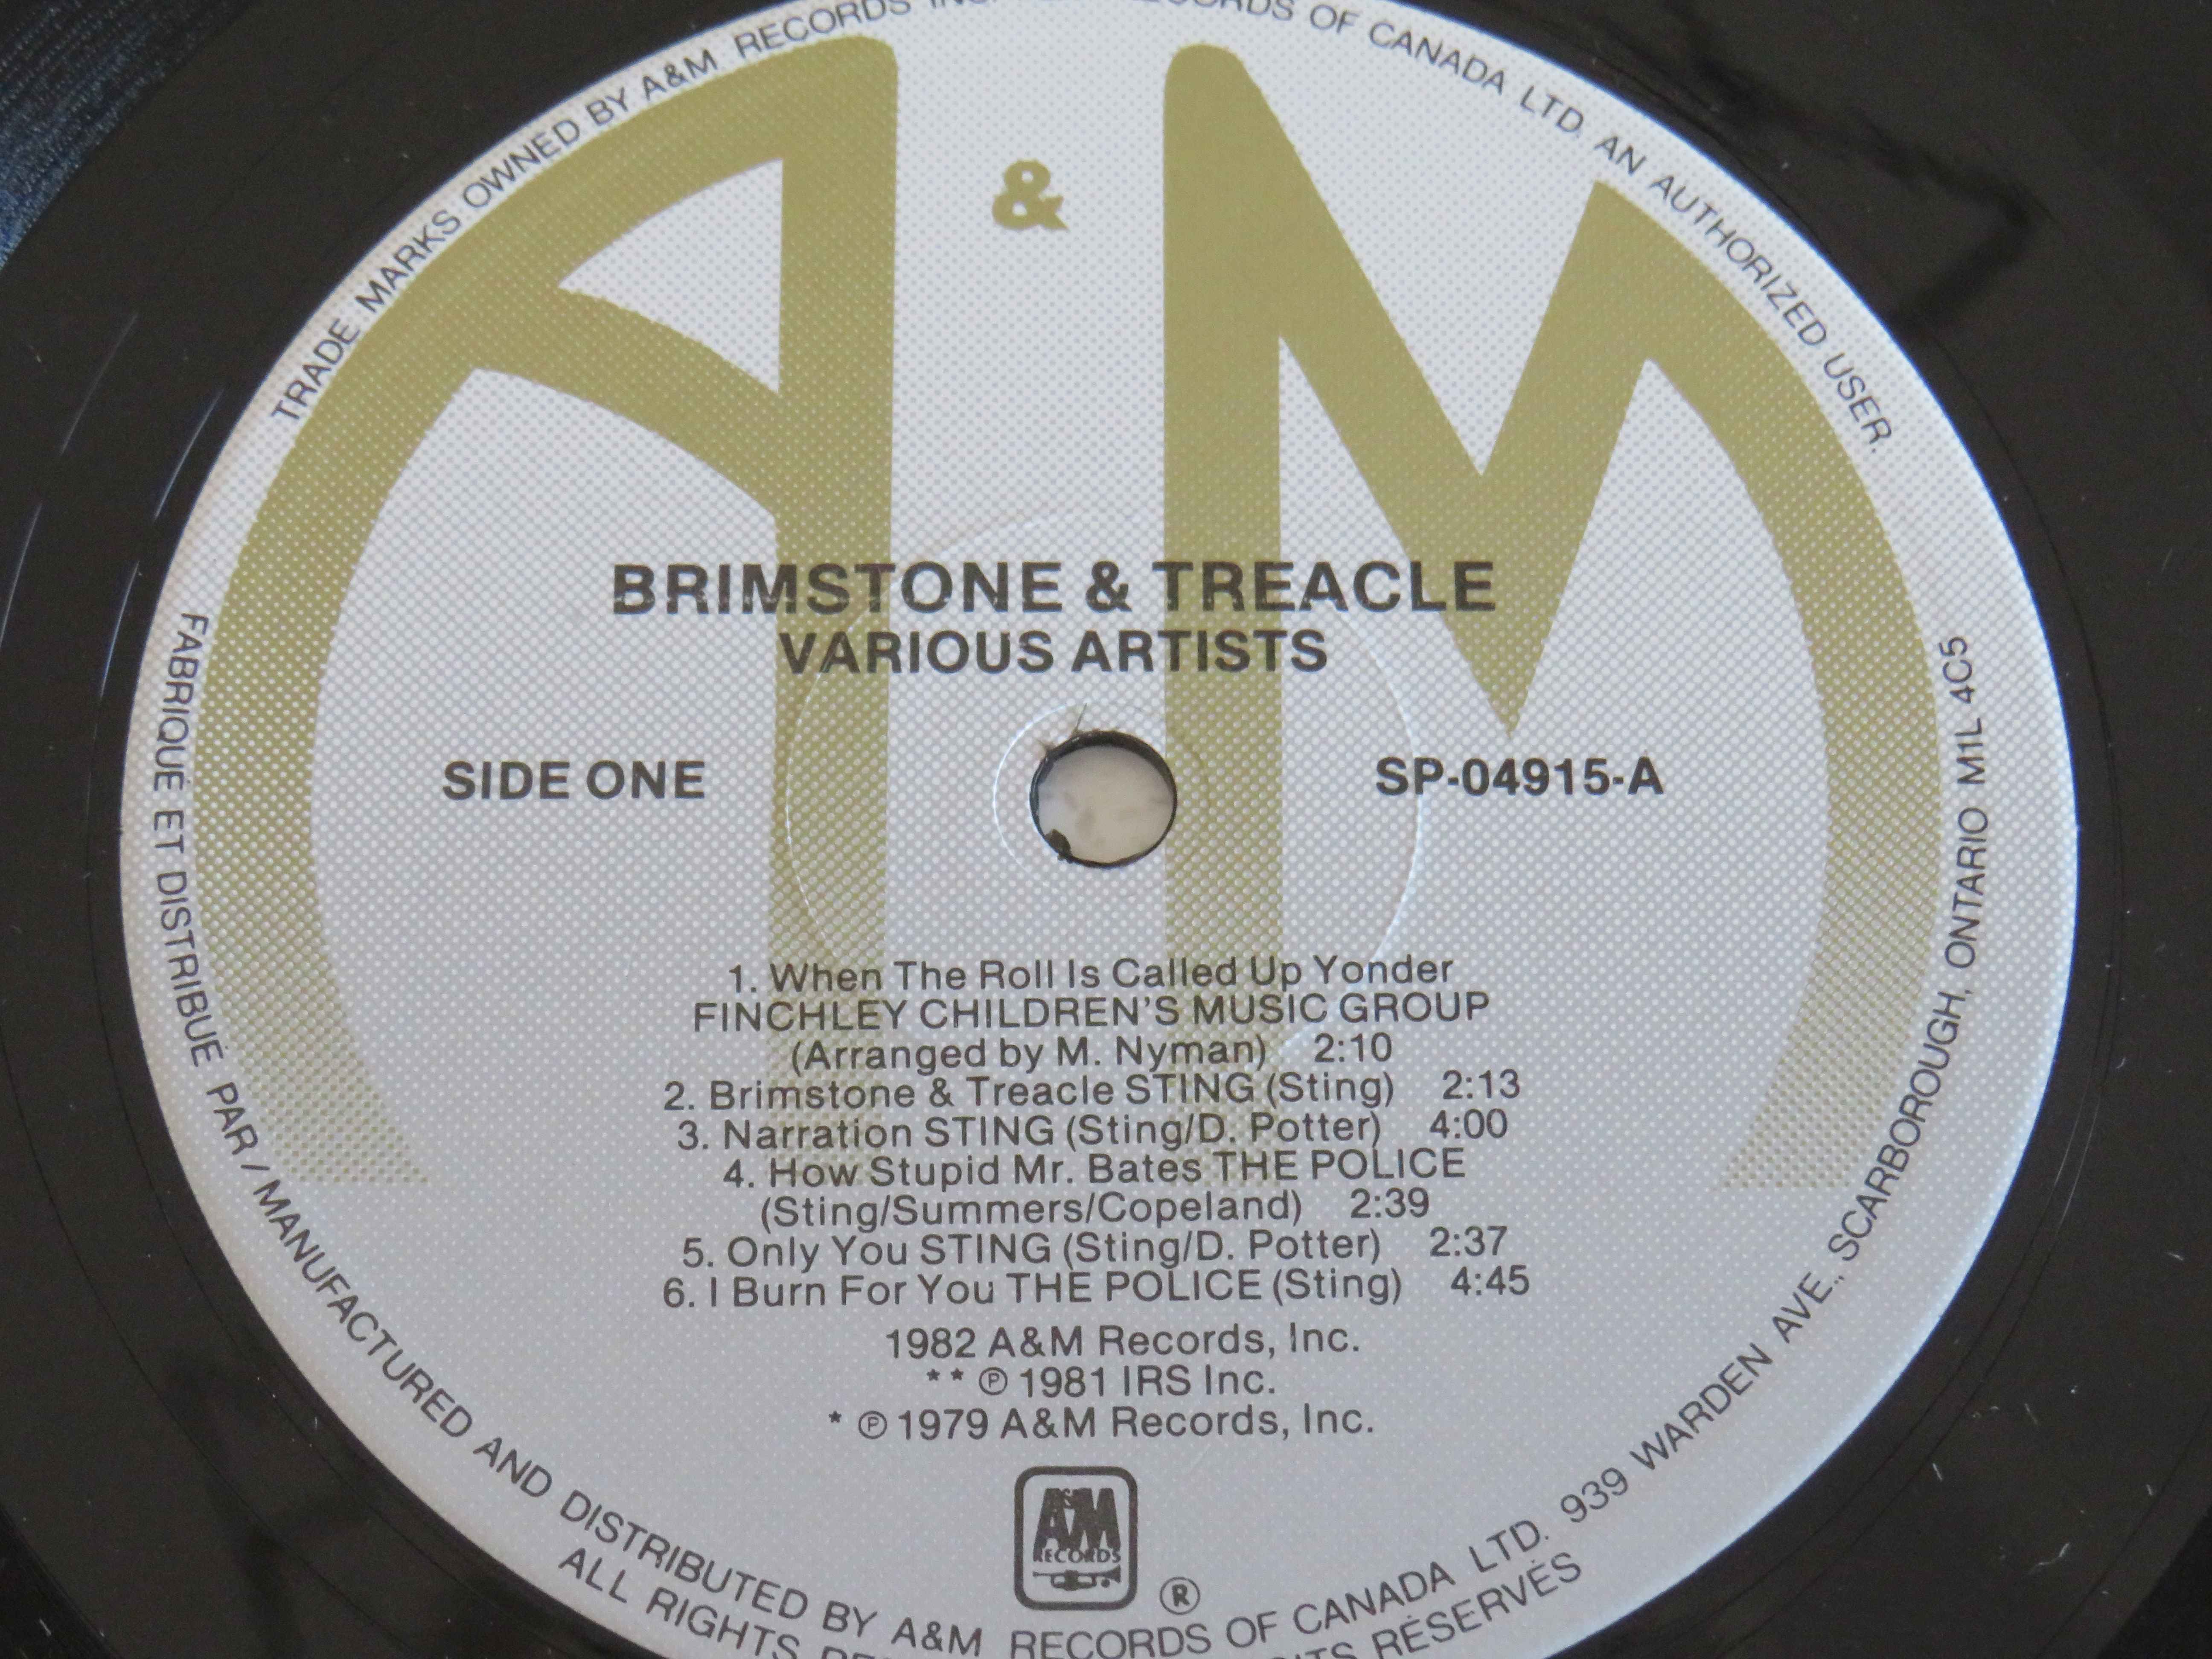 TRADE MARKS OWNED BY A&M RECORDS INC. RECORDS OF CANADA LTD. AN AUTHORIZED USER.
A & M
BRIMSTONE & TREACLE
VARIOUS ARTISTS
SIDE ONE
SP-04915-A
1. When The Roll Is Called Up Yonder
FINCHLEY CHILDREN'S MUSIC GROUP
(Arranged by M. Nyman) 2:10
2. Brimstone & Treacle STING (Sting) 2:13
3. Narration STING (Sting/D. Potter) 4:00
4. How Stupid Mr. Bates THE POLICE
(Sting/Summers/Copeland) 2:39
5. Only You STING (Sting/D. Potter) 2:37
6. I Burn For You THE POLICE (Sting) 4:45
1982 A&M Records, Inc.
** ℗ 1981 IRS Inc.
* ℗ 1979 A&M Records, Inc.
A&M
RECORDS
®
FABRIQUÉ ET DISTRIBUÉ PAR / MANUFACTURED AND DISTRIBUTED BY A&M RECORDS OF CANADA LTD. 939 WARDEN AVE., SCARBOROUGH, ONTARIO M1L 4C5
ALL RIGHTS RÉSERVÉS